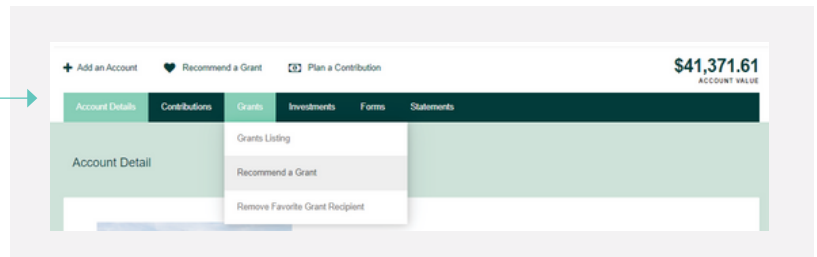 Add an Account Recommend a Grant Plan a Contribution $41,371.61
ACCOUNT VALUE
Account Details Contributions Grants Investments Forms Statements
Grants Listing
Account Detail
Recommend a Grant
Remove Favorite Grant Recipient